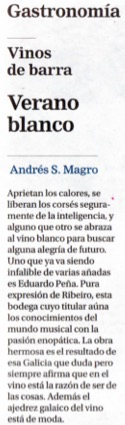 Gastronomía
Vinos
de barra
Verano
blanco
Andrés S. Magro
Aprietan los calores, se
liberan los corsés segura-
mente de la inteligencia, y
alguno que otro se abraza
al vino blanco para buscar
alguna alegría de futuro.
Uno que ya va siendo
infalible de varias añadas
es Eduardo Peña. Pura
expresión de Ribeiro, esta
bodega cuyo titular aúna
los conocimientos del
mundo musical con la
pasión enopática. La obra
hermosa es el resultado de
esa Galicia que duda pero
siempre afirma que en el
vino está la razón de ser de
las cosas. Además el
ajedrez galaico del vino
está de moda.